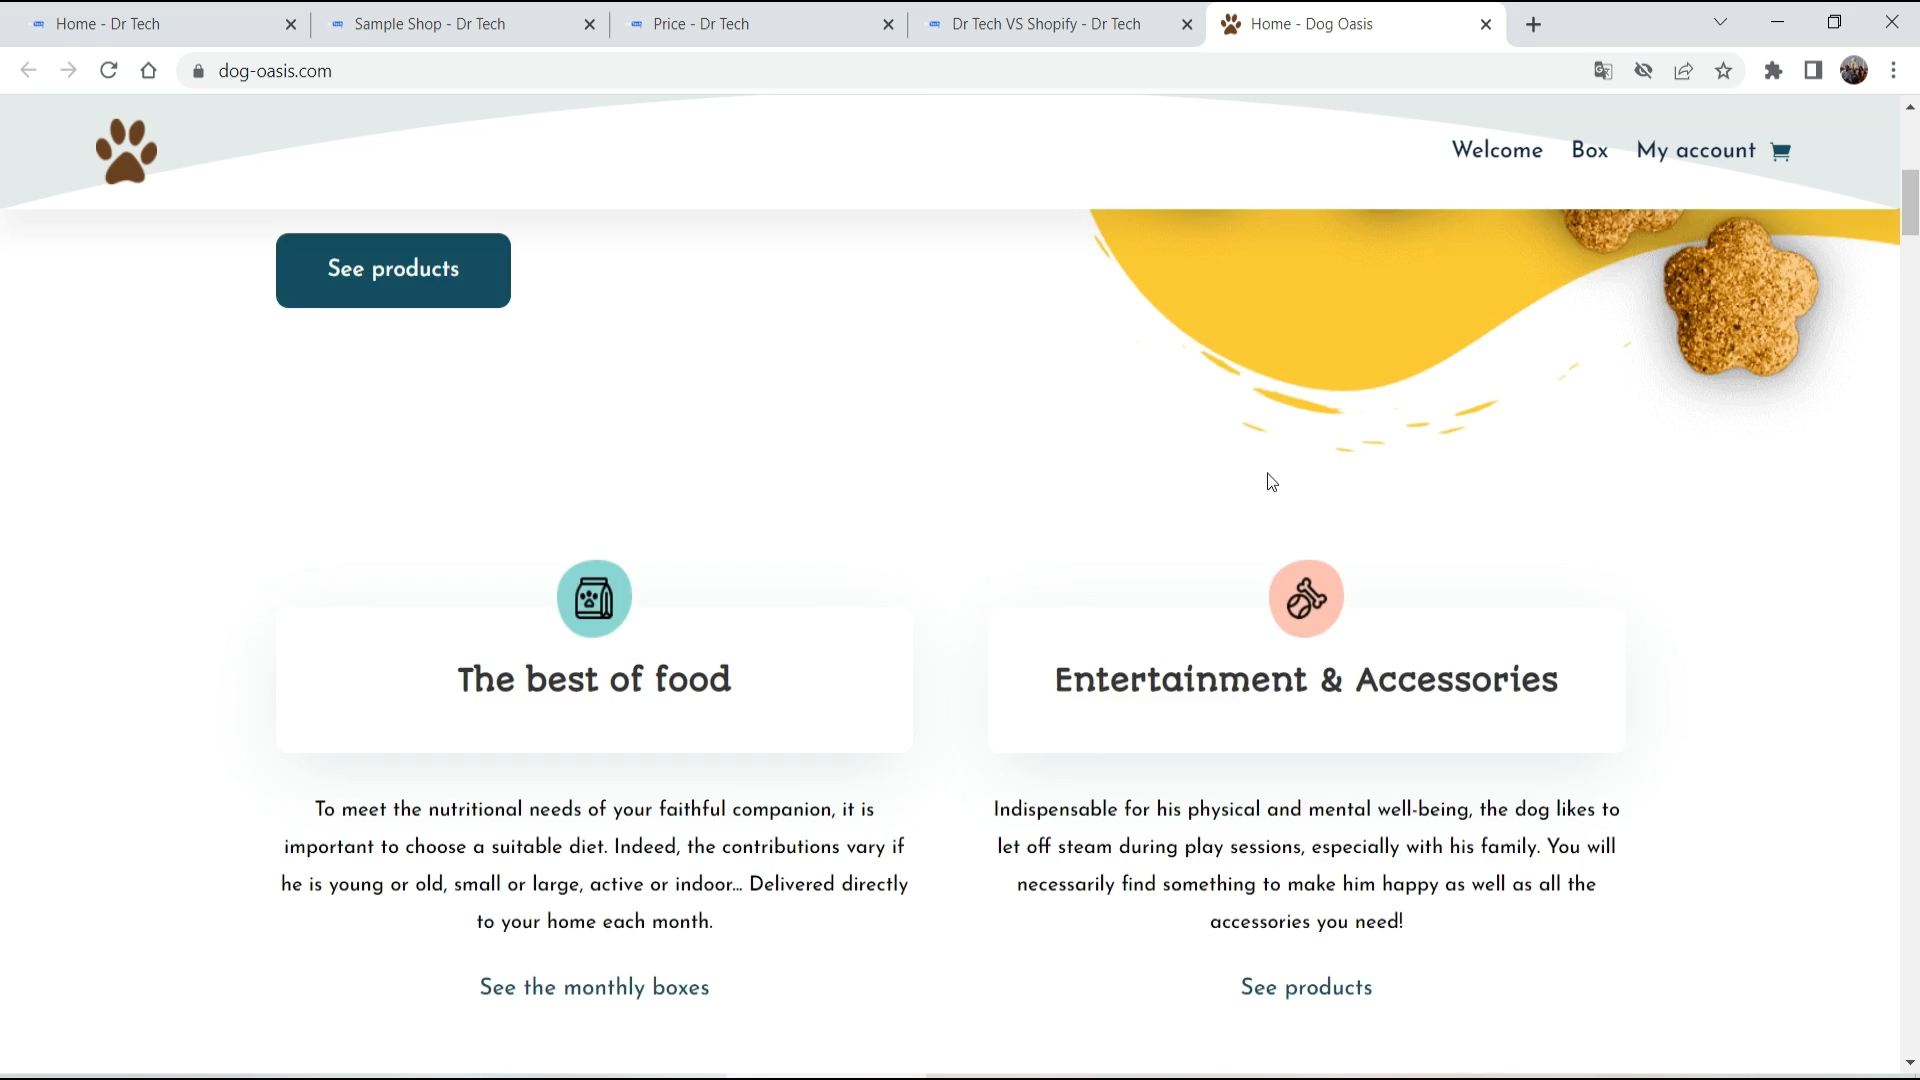 Home - Dr Tech
Sample Shop - Dr Tech
Price - Dr Tech
Dr Tech VS Shopify - Dr Tech
Home - Dog Oasis
dog-oasis.com
Welcome
Box
My account
See products
The best of food
To meet the nutritional needs of your faithful companion, it is
important to choose a suitable diet. Indeed, the contributions vary if
he is young or old, small or large, active or indoor... Delivered directly
to your home each month.
See the monthly boxes
Entertainment & Accessories
Indispensable for his physical and mental well-being, the dog likes to
let off steam during play sessions, especially with his family. You will
necessarily find something to make him happy as well as all the
accessories you need!
See products